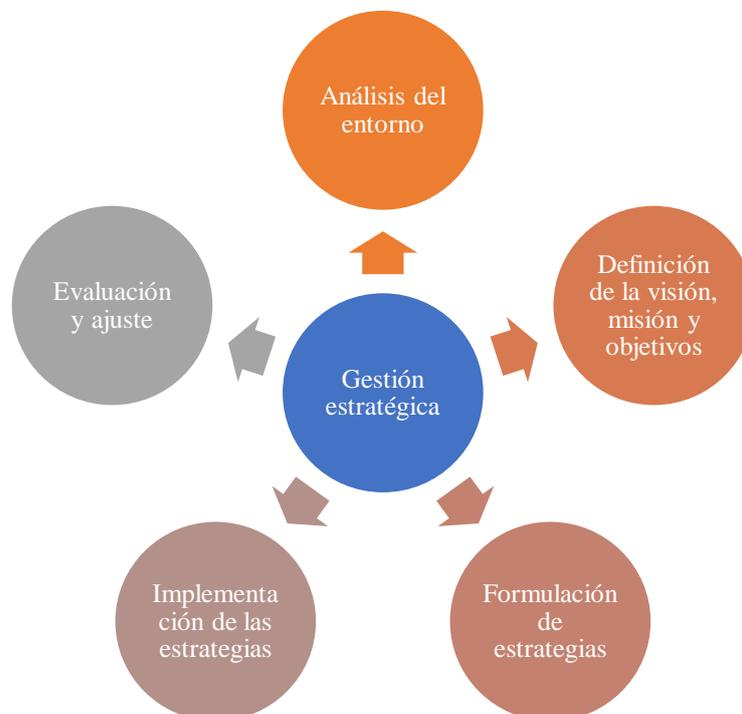 Análisis del
entorno
Definición
de la visión,
misión y
objetivos
Formulación
de
estrategias
Implementa
ción de las
estrategias
Evaluación
y ajuste
Gestión
estratégica